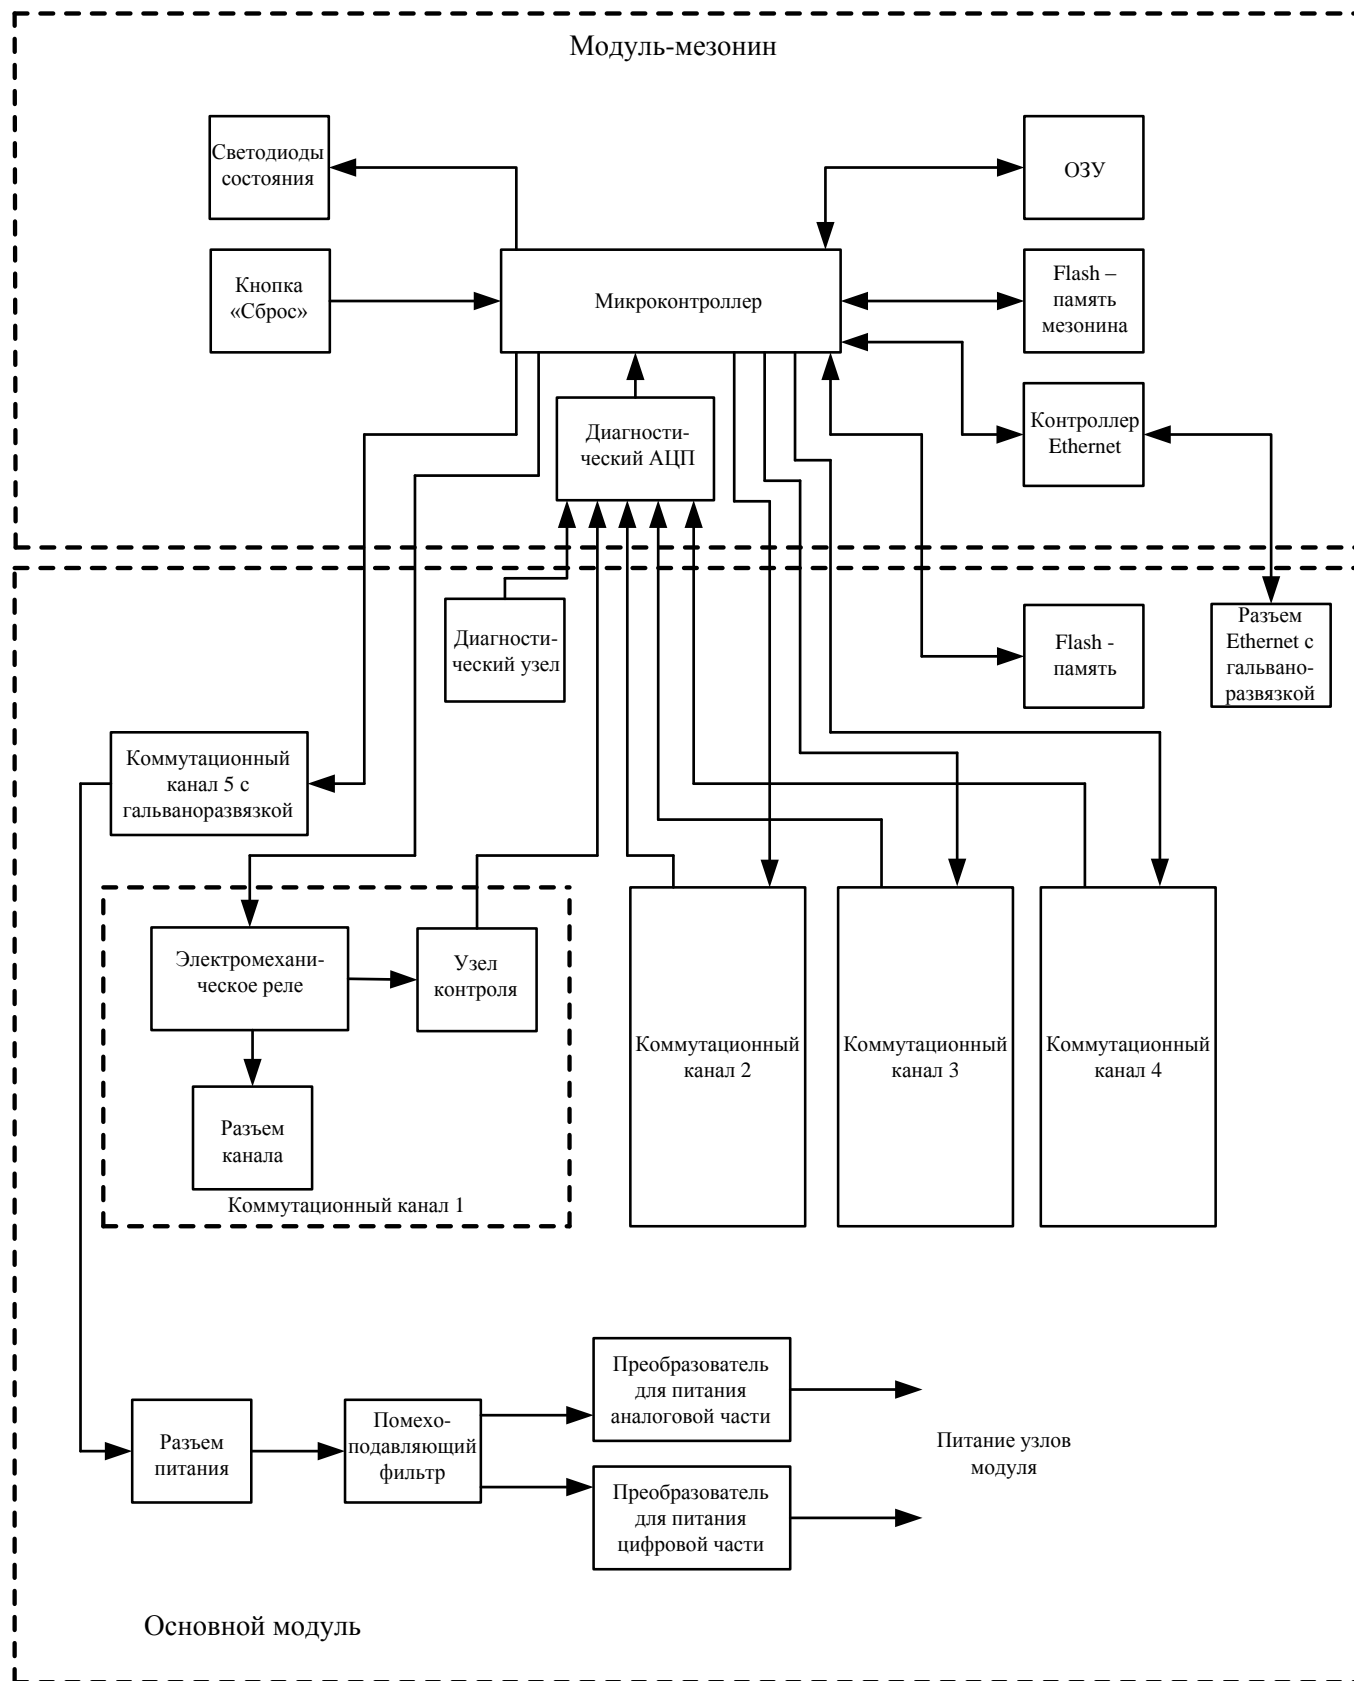 Модуль-мезонин
Светодиоды
состояния
ОЗУ
Кнопка
«Сброс»
Микроконтроллер
Flash –
память
мезонина
Диагности-
ческий АЦП
Контроллер
Ethernet
Диагности-
ческий узел
Flash -
память
Разъем
Ethernet с
гальвано-
развязкой
Коммутационный
канал 5 с
гальваноразвязкой
Электромехани-
ческое реле
Узел
контроля
Разъем
канала
Коммутационный канал 1
Коммутационный
канал 2
Коммутационный
канал 3
Коммутационный
канал 4
Разъем
питания
Помехо-
подавляющий
фильтр
Преобразователь
для питания
аналоговой части
Преобразователь
для питания
цифровой части
Питание узлов
модуля
Основной модуль